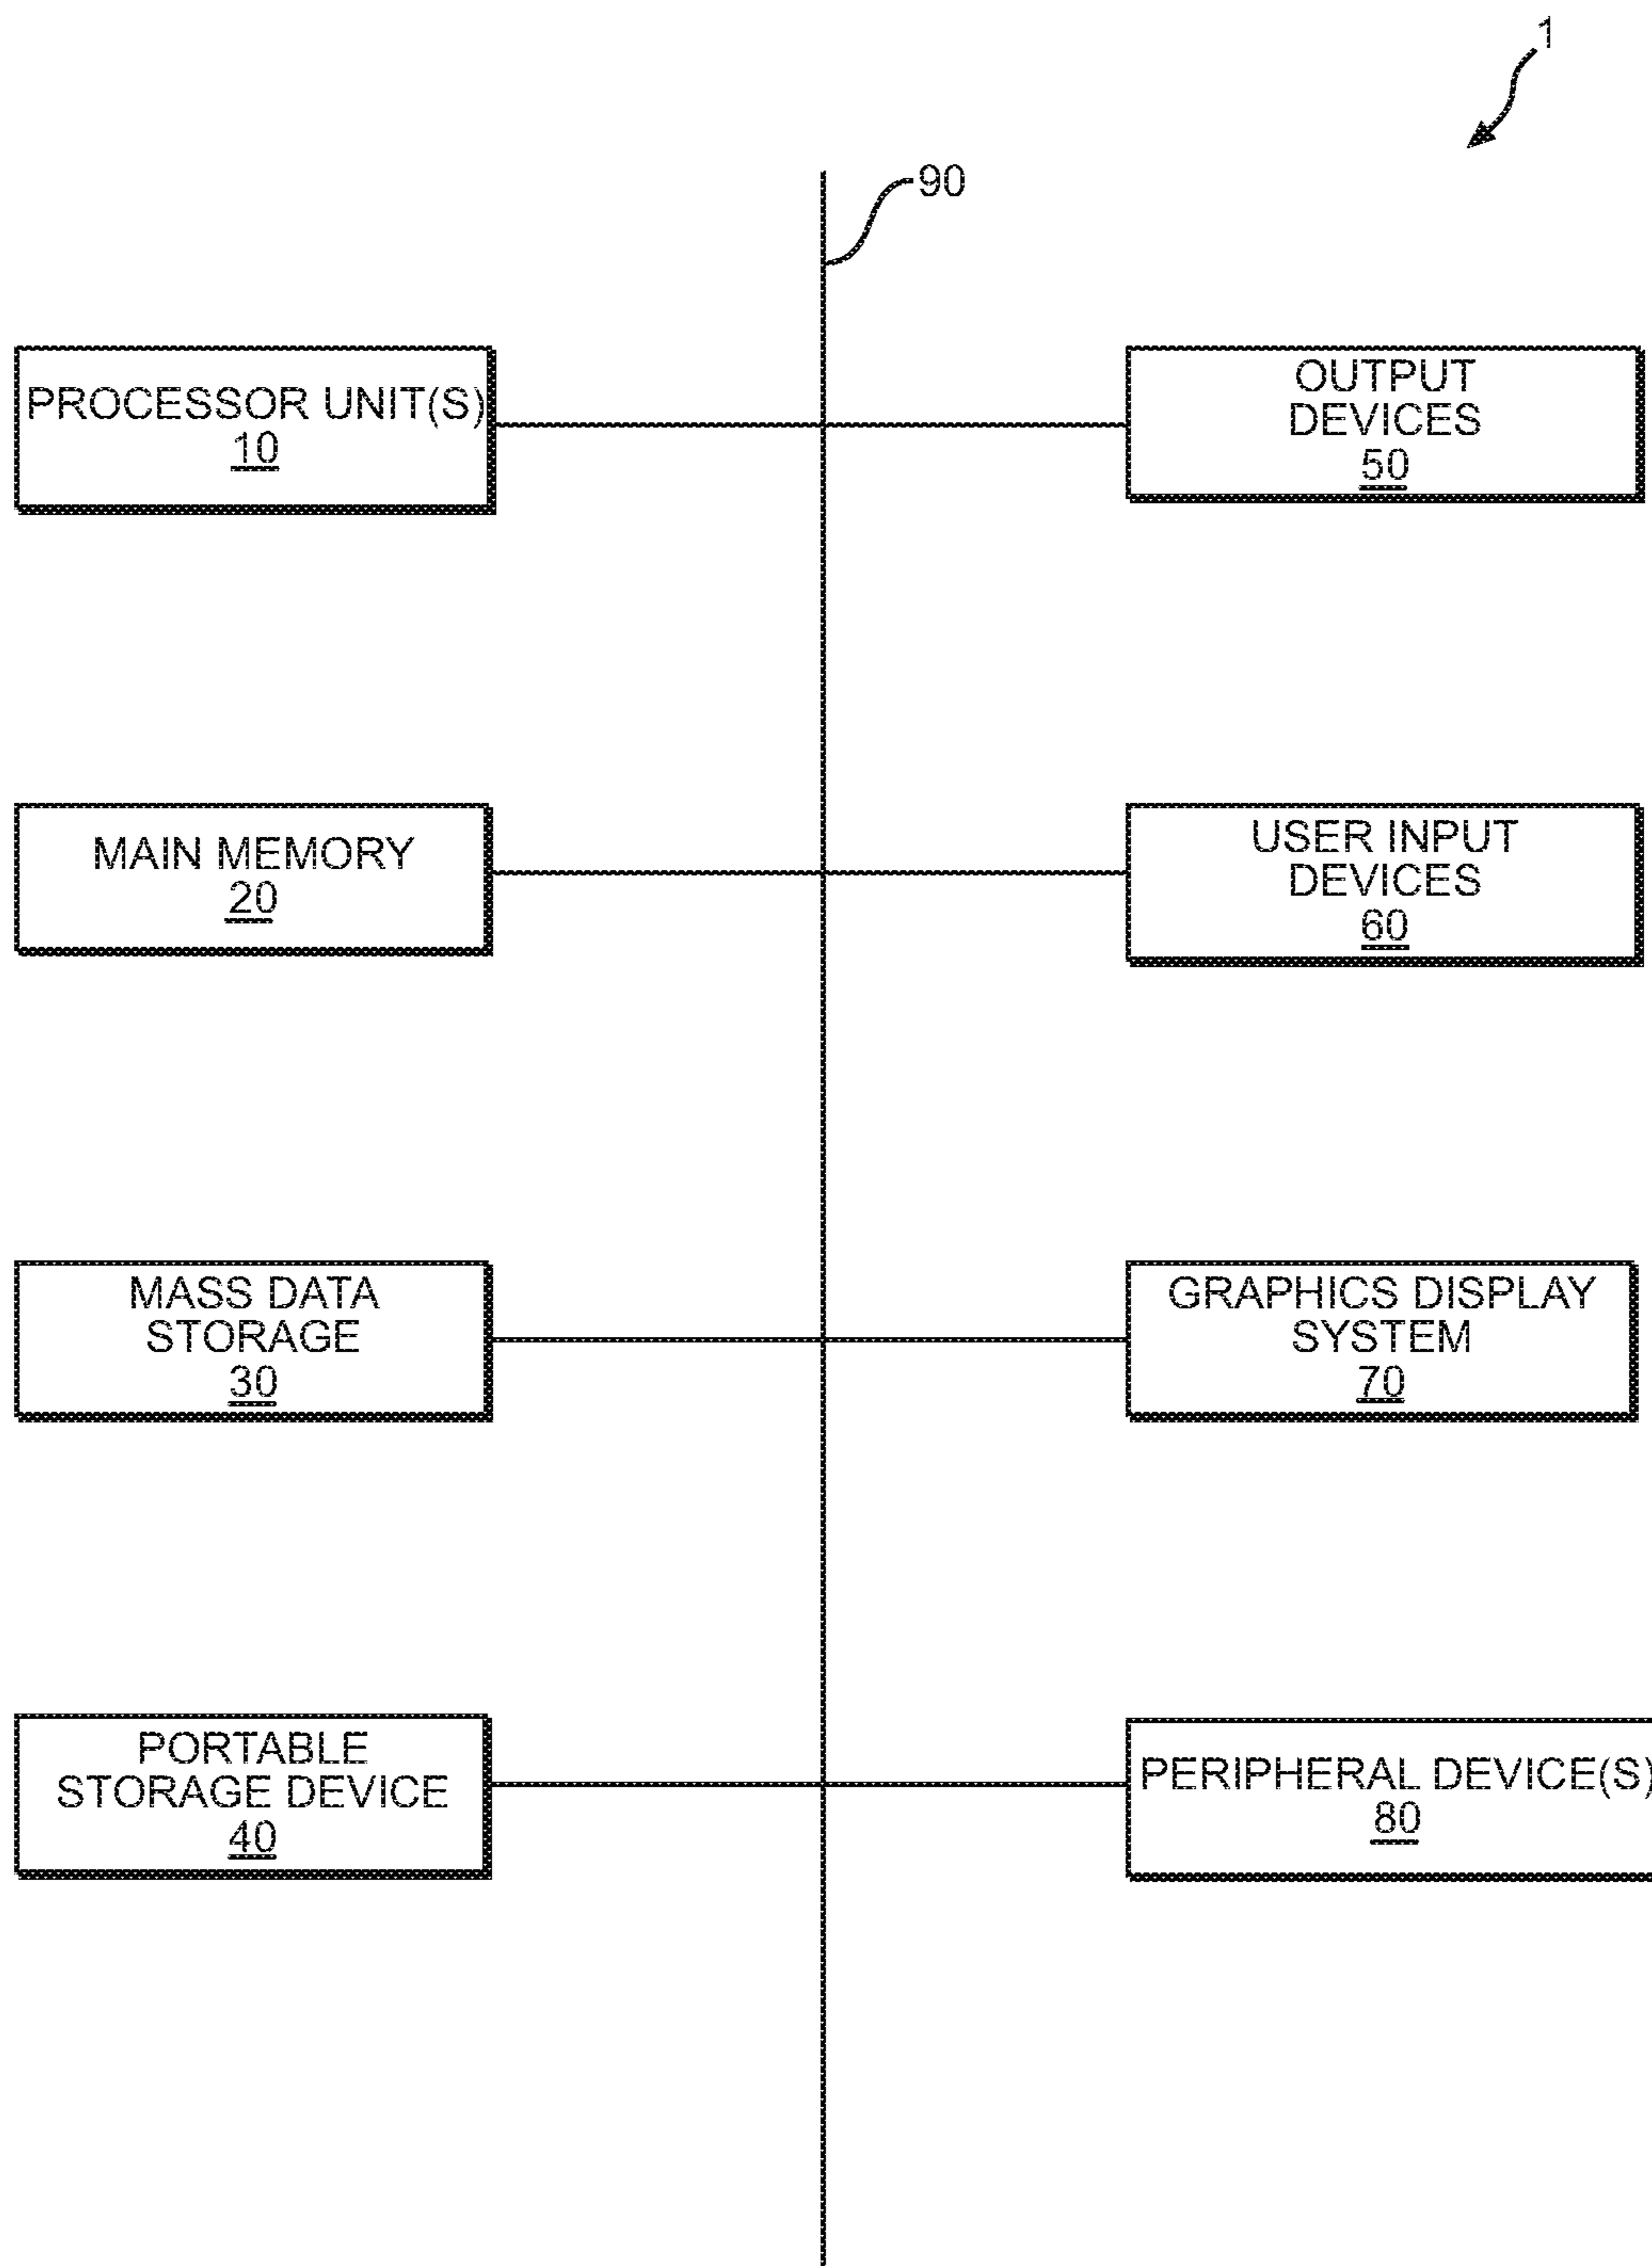 1
90
PROCESSOR UNIT(S)
10
OUTPUT
DEVICES
50
MAIN MEMORY
20
USER INPUT
DEVICES
60
MASS DATA
STORAGE
30
GRAPHICS DISPLAY
SYSTEM
70
PORTABLE
STORAGE DEVICE
40
PERIPHERAL DEVICE(S)
80